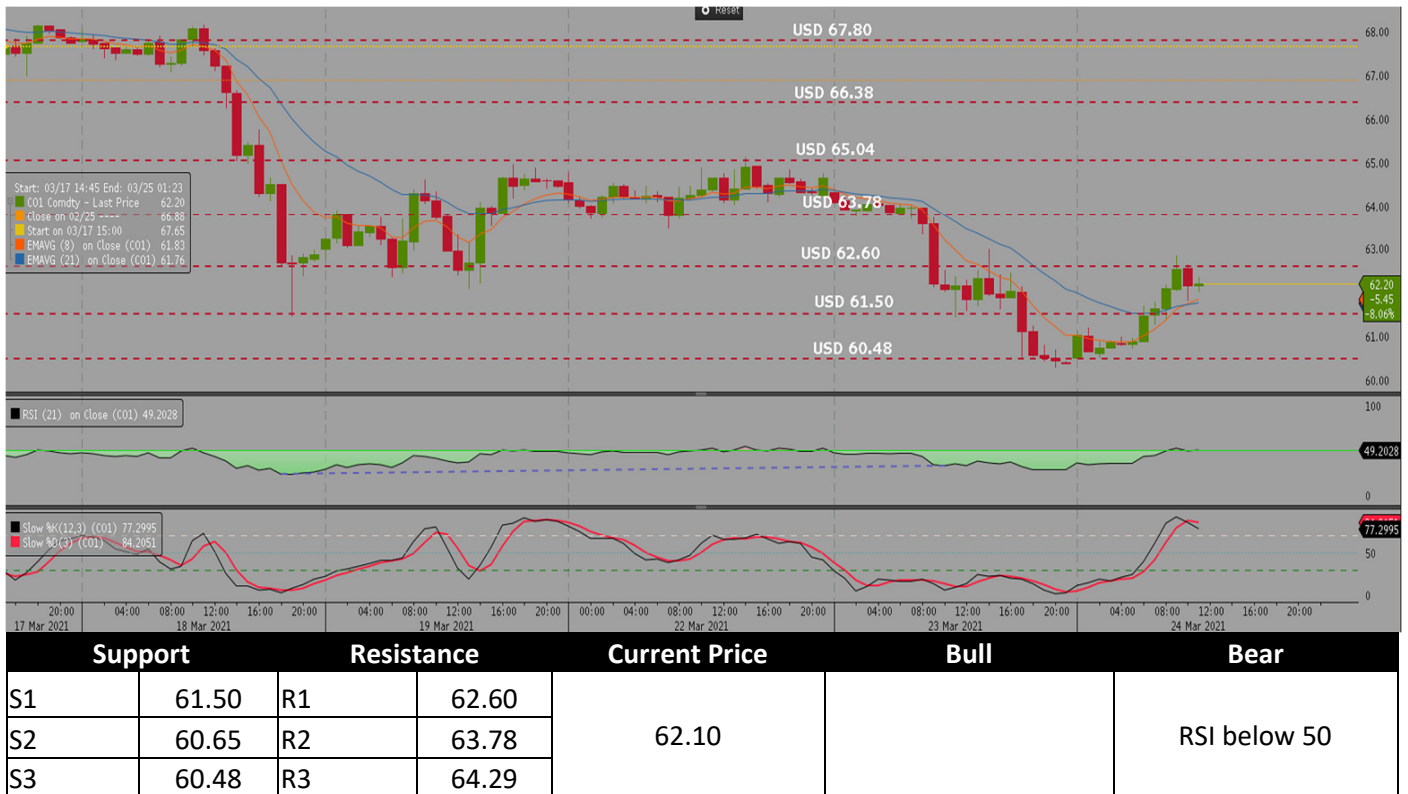 Reset
USD 67.80
USD 66.38
USD 65.04
USD 63.78
USD 62.60
USD 61.50
USD 60.48
68.00
67.00
66.00
65.00
64.00
63.00
61.00
60.00
62.20
-5.45
-8.06%
Start: 03/17 14:45 End: 03/25 01:23
CO1 Comdty - Last Price 62.20
Close on 02/25 ---- 66.88
Start on 03/17 15:00 67.65
EMAVG (8) on Close (CO1) 61.83
EMAVG (21) on Close (CO1) 61.76
RSI (21) on Close (CO1) 49.2028
100
49.2028
0
Slow %K(12,3) (CO1) 77.2995
Slow %D(3) (CO1) 84.2051
77.2995
50
0
20:00 04:00 08:00 12:00 16:00 20:00 04:00 08:00 12:00 16:00 20:00 00:00 04:00 08:00 12:00 16:00 20:00 04:00 08:00 12:00 16:00 20:00 04:00 08:00 12:00 16:00 20:00
17 Mar 2021 18 Mar 2021 19 Mar 2021 22 Mar 2021 23 Mar 2021 24 Mar 2021
Support Resistance Current Price Bull Bear
S1 61.50 R1 62.60
S2 60.65 R2 63.78 62.10 RSI below 50
S3 60.48 R3 64.29